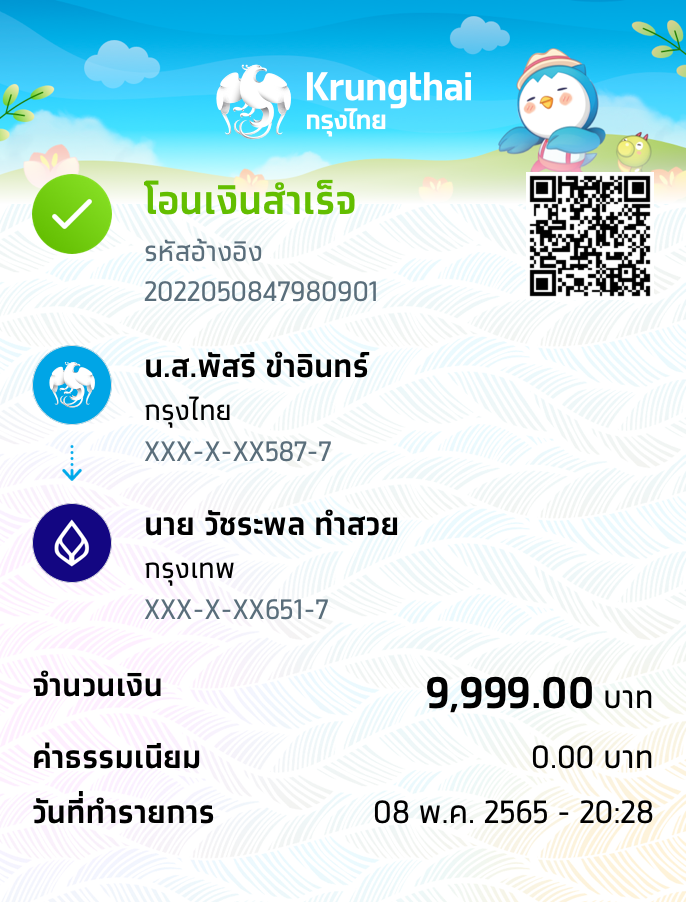 Krungthai
กรุงไทย
โอนเงินสำเร็จ
รหัสอ้างอิง
2022050847980901
น.ส.พัสรี ขำอินทร์
กรุงไทย
XXX-X-XX587-7
นาย วัชระพล ทำสวย
กรุงเทพ
XXX-X-XX651-7
จำนวนเงิน 9,999.00 บาท
ค่าธรรมเนียม 0.00 บาท
วันที่ทำรายการ 08 พ.ค. 2565 - 20:28